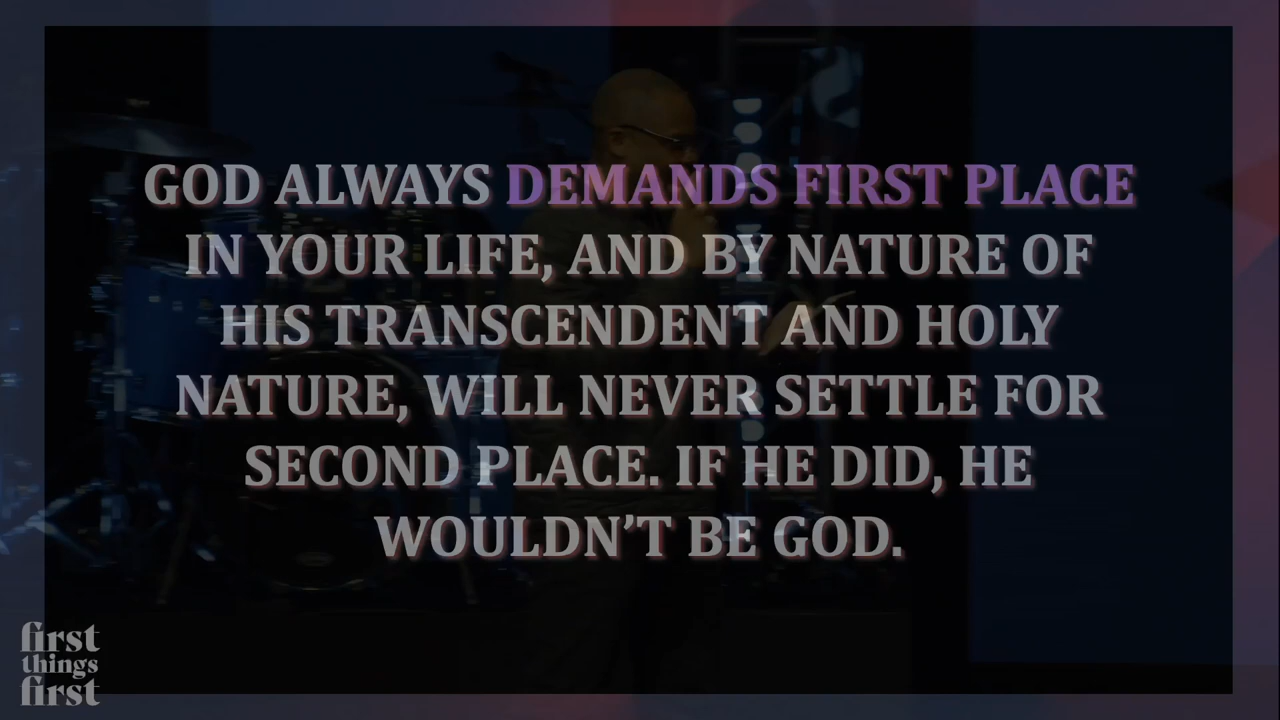 GOD ALWAYS DEMANDS FIRST PLACE
IN YOUR LIFE, AND BY NATURE OF
HIS TRANSCENDENT AND HOLY
NATURE, WILL NEVER SETTLE FOR
SECOND PLACE. IF HE DID, HE
WOULDN’T BE GOD.
first
things
first